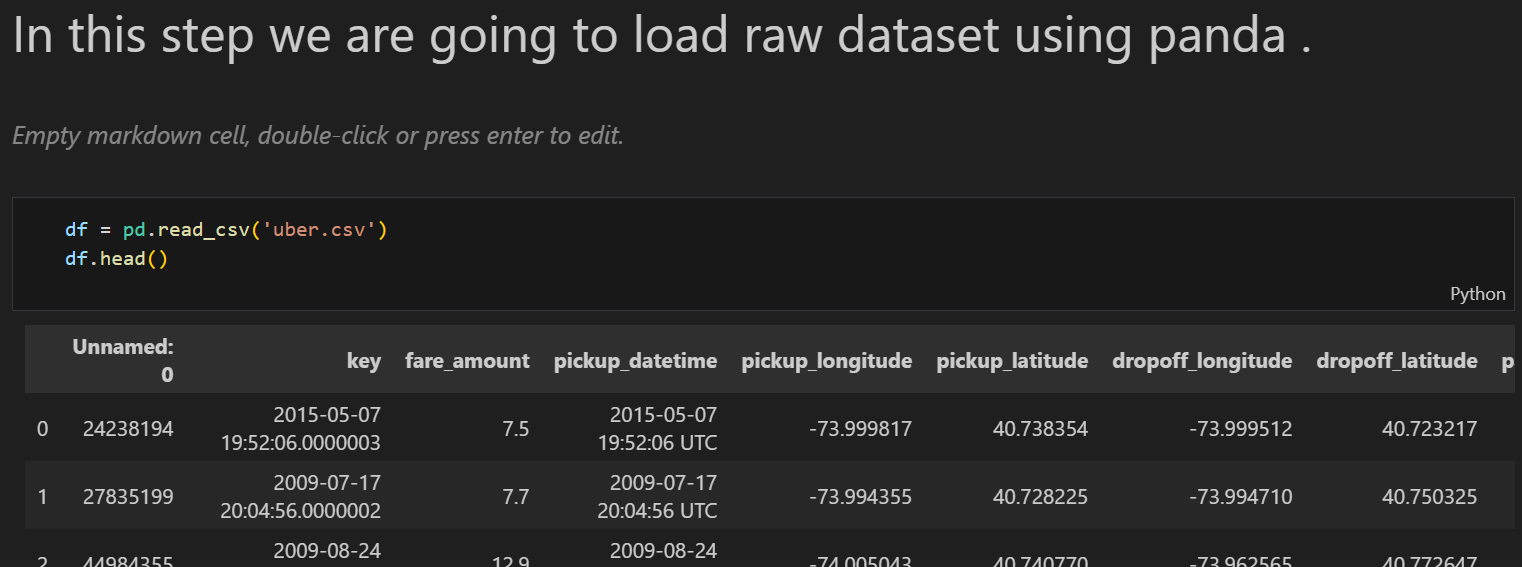 In this step we are going to load raw dataset using panda .
Empty markdown cell, double-click or press enter to edit.
df = pd.read_csv('uber.csv')
df.head()
Python
Unnamed: 0 key fare_amount pickup_datetime pickup_longitude pickup_latitude dropoff_longitude dropoff_latitude p
0 24238194 2015-05-07 19:52:06.0000003 7.5 2015-05-07 19:52:06 UTC -73.999817 40.738354 -73.999512 40.723217
1 27835199 2009-07-17 20:04:56.0000002 7.7 2009-07-17 20:04:56 UTC -73.994355 40.728225 -73.994710 40.750325
2 44984355 2009-08-24 12.9 2009-08-24 -74.005043 40.740770 -73.962565 40.772647